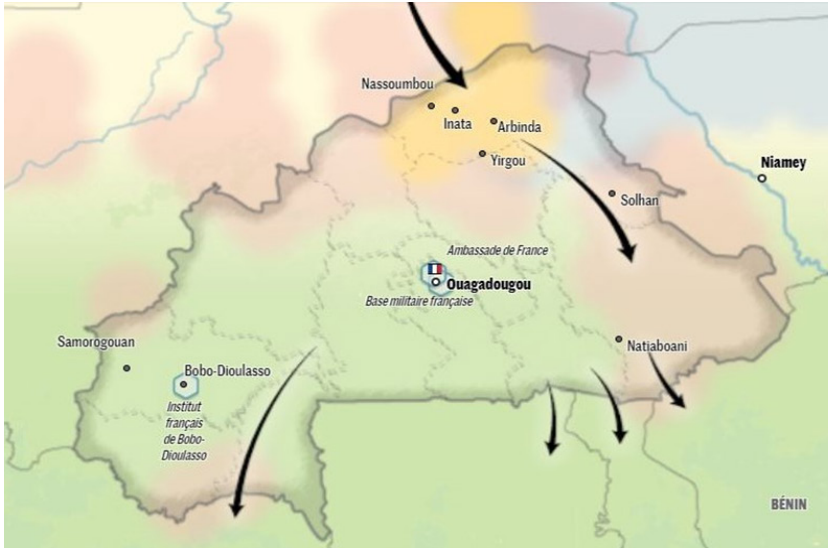 Nassoumbou
Inata
Arbinda
Yirgou
Niamey
Solhan
Ambassade de France
Ouagadougou
Base militaire française
Samorogouan
Natiaboani
Bobo-Dioulasso
Institut
français
de Bobo-
Dioulasso
BÉNIN